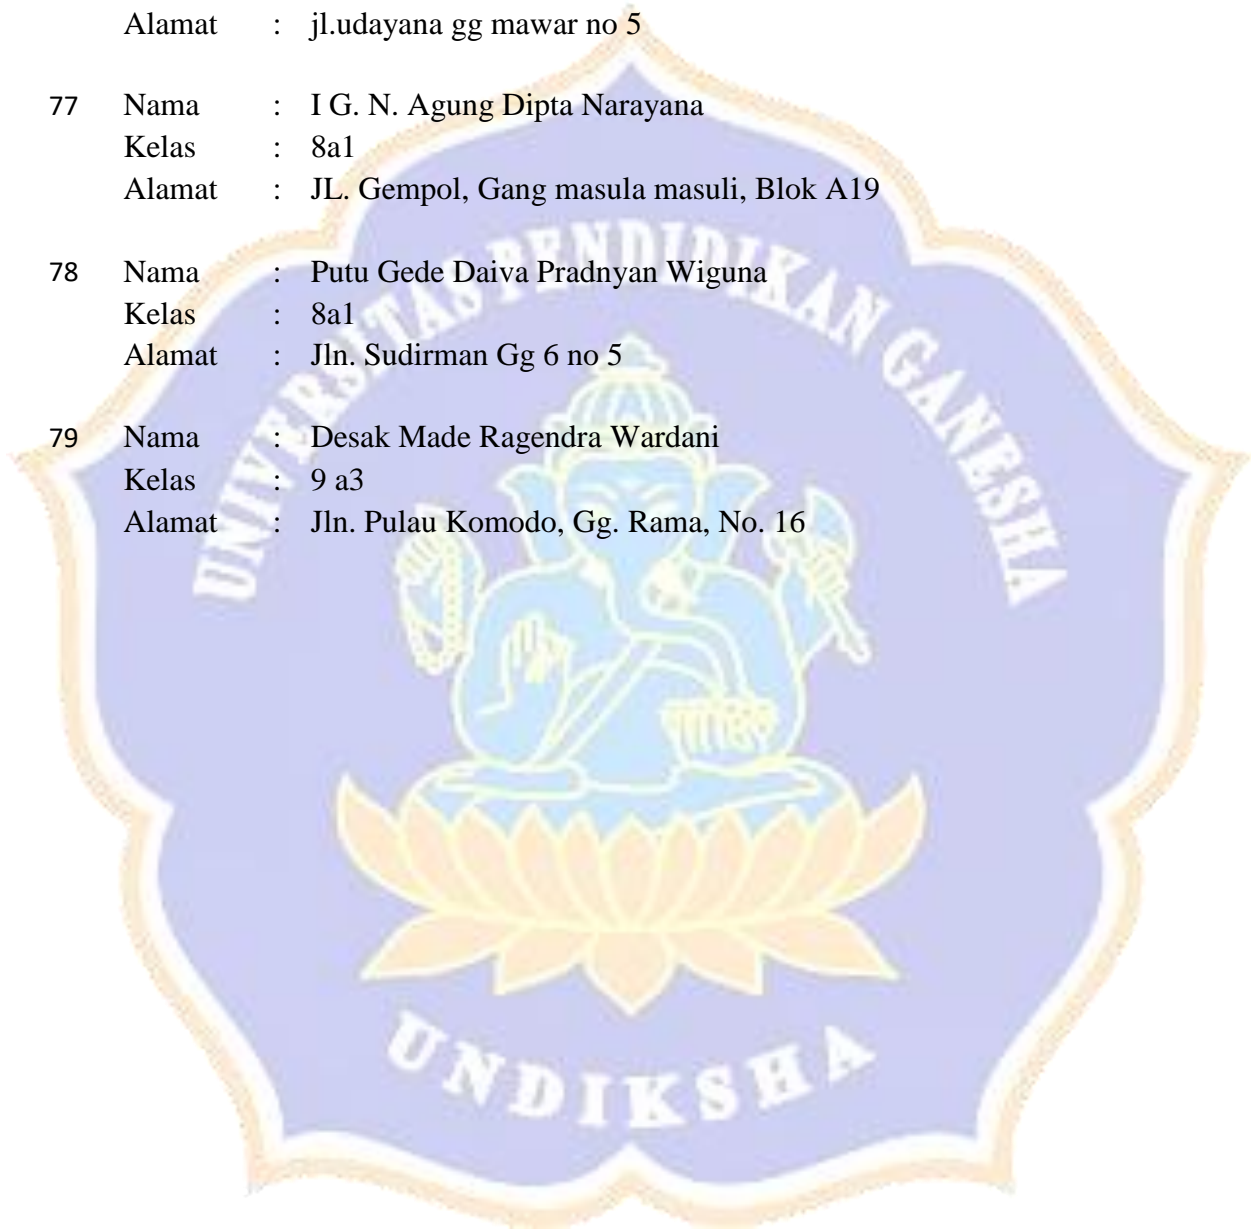 Alamat : jl.udayana gg mawar no 5
77 Nama : I G. N. Agung Dipta Narayana
Kelas : 8a1
Alamat : JL. Gempol, Gang masula masuli, Blok A19
78 Nama : Putu Gede Daiva Pradnyan Wiguna
Kelas : 8a1
Alamat : Jln. Sudirman Gg 6 no 5
79 Nama : Desak Made Ragendra Wardani
Kelas : 9 a3
Alamat : Jln. Pulau Komodo, Gg. Rama, No. 16
UNIVERSITAS PENDIDIKAN GANESHA
UNDIKSHA